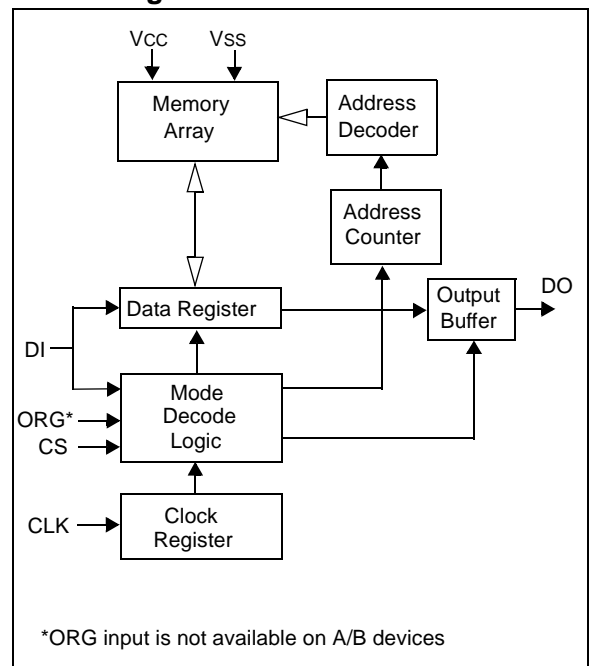 VCC
VSS
Memory
Array
Address
Decoder
Address
Counter
Data Register
Output
Buffer
DO
DI
Mode
Decode
Logic
ORG*
CS
CLK
Clock
Register
*ORG input is not available on A/B devices